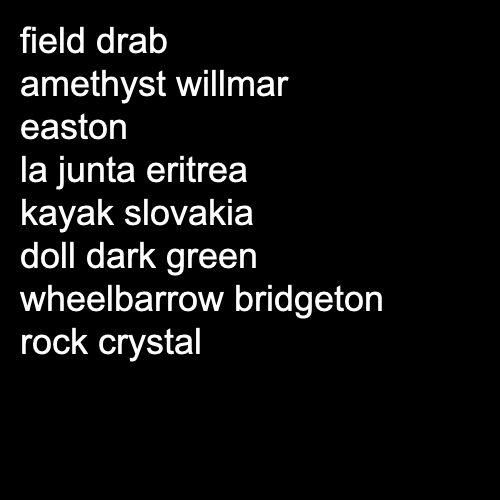 field drab
amethyst willmar
easton
la junta eritrea
kayak slovakia
doll dark green
wheelbarrow bridgeton
rock crystal